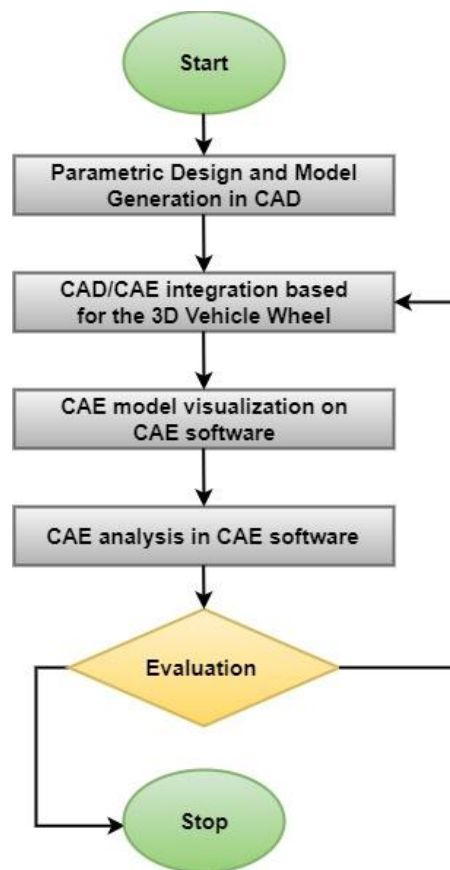 Start
Parametric Design and Model
Generation in CAD
CAD/CAE integration based
for the 3D Vehicle Wheel
CAE model visualization on
CAE software
CAE analysis in CAE software
Evaluation
Stop